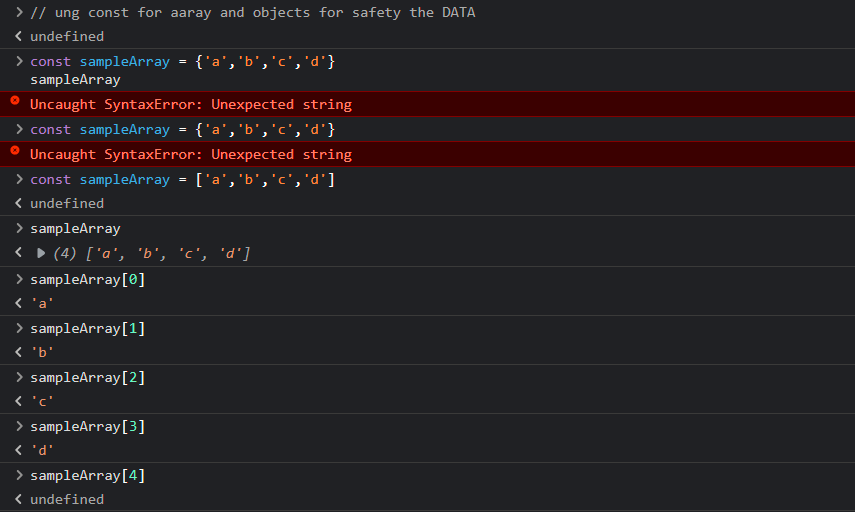 > // ung const for aaray and objects for safety the DATA
< undefined
> const sampleArray = {'a','b','c','d'}
sampleArray
Uncaught SyntaxError: Unexpected string
> const sampleArray = {'a','b','c','d'}
Uncaught SyntaxError: Unexpected string
> const sampleArray = ['a','b','c','d']
< undefined
> sampleArray
< ▶ (4) ['a', 'b', 'c', 'd']
> sampleArray[0]
< 'a'
> sampleArray[1]
< 'b'
> sampleArray[2]
< 'c'
> sampleArray[3]
< 'd'
> sampleArray[4]
< undefined